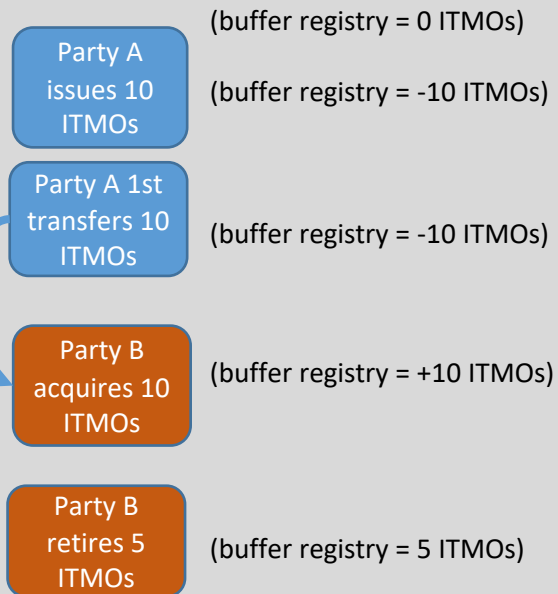 (buffer registry = 0 ITMOs)
Party A
issues 10
ITMOs
(buffer registry = -10 ITMOs)
Party A 1st
transfers 10
ITMOs
(buffer registry = -10 ITMOs)
Party B
acquires 10
ITMOs
(buffer registry = +10 ITMOs)
Party B
retires 5
ITMOs
(buffer registry = 5 ITMOs)